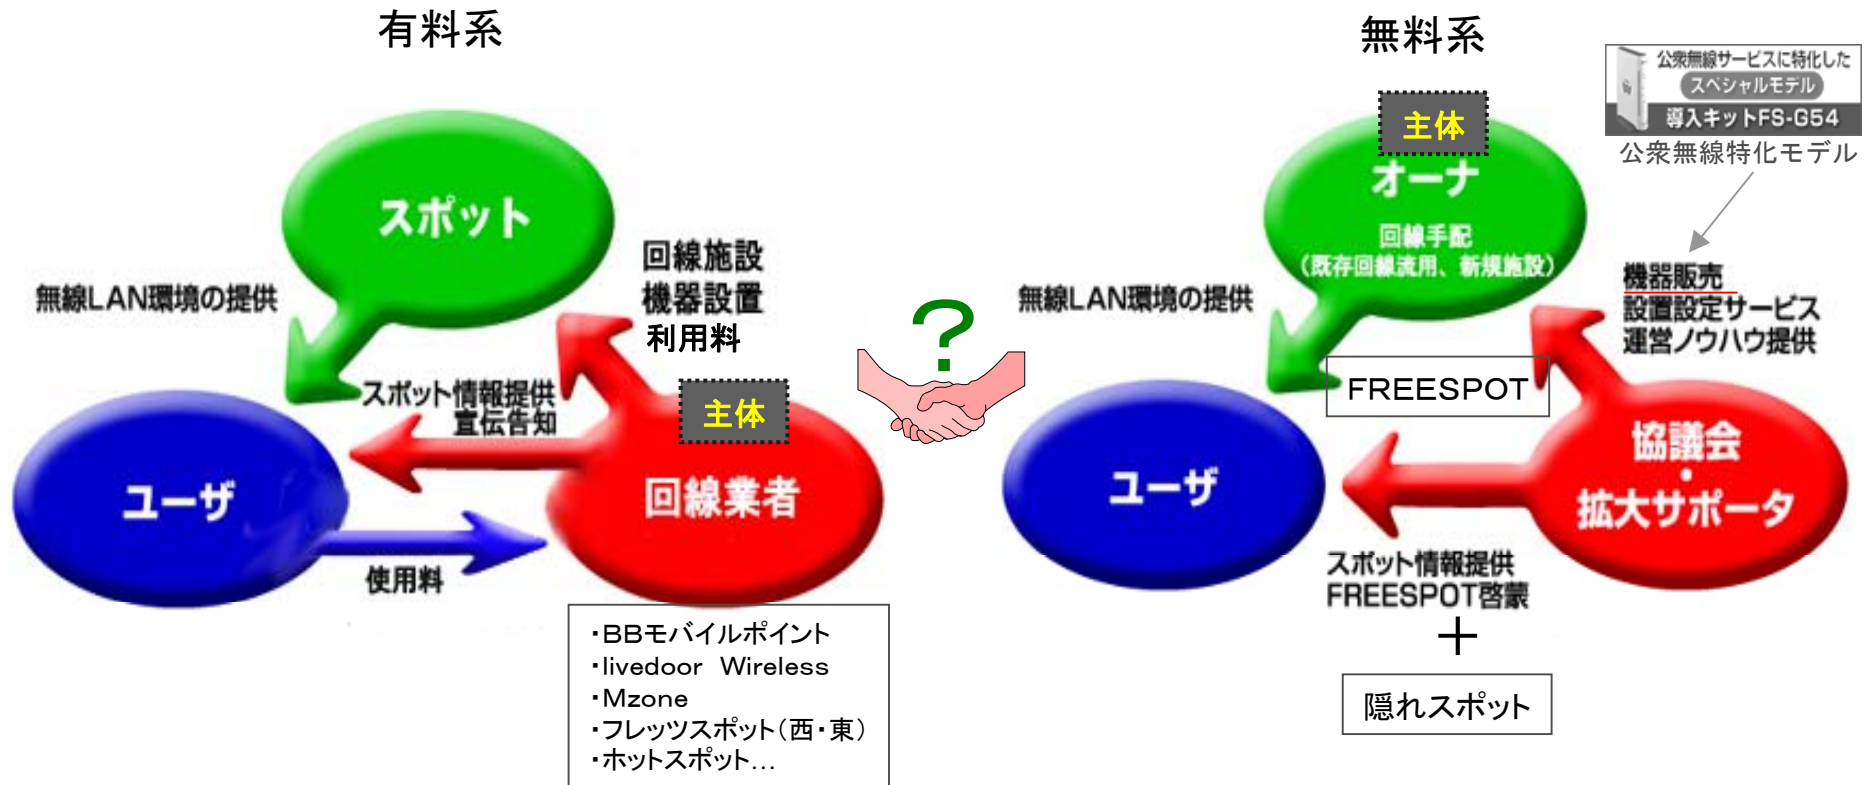 有料系
スポット
無線LAN環境の提供
回線施設
機器設置
利用料
スポット情報提供
宣伝告知
主体
ユーザ
回線業者
使用料
・BBモバイルポイント
・livedoor Wireless
・Mzone
・フレッツスポット(西・東)
・ホットスポット…
?
無料系
公衆無線サービスに特化した
スペシャルモデル
導入キットFS-G54
公衆無線特化モデル
主体
オーナ
回線手配
(既存回線流用、新規施設)
無線LAN環境の提供
機器販売
設置設定サービス
運営ノウハウ提供
FREESPOT
ユーザ
協議会
・
拡大サポータ
スポット情報提供
FREESPOT啓蒙
+
隠れスポット